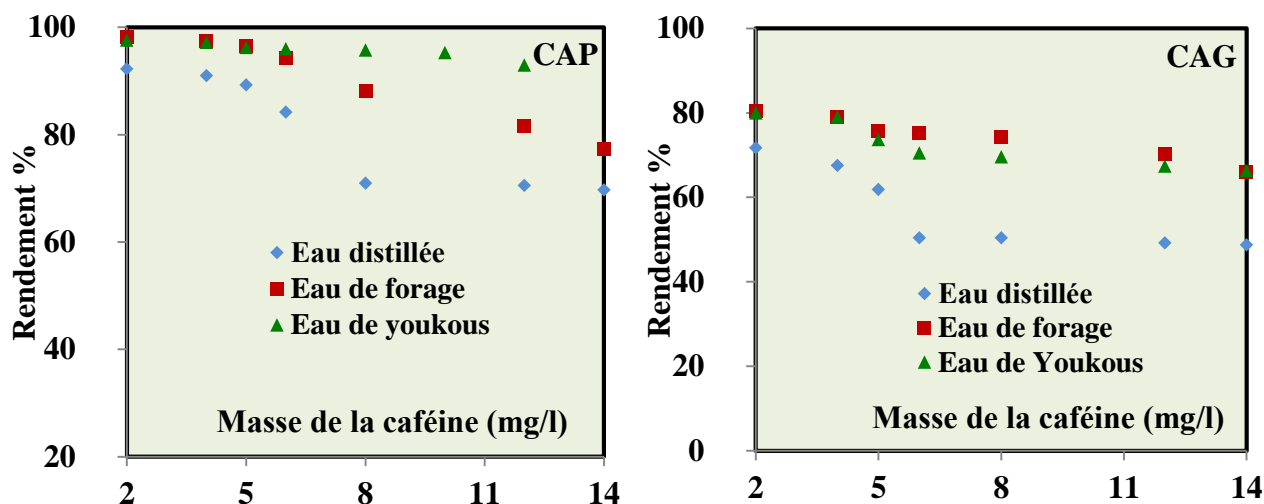 100
80
60
40
20
Rendement %
CAP
Eau distillée
Eau de forage
Eau de youkous
Masse de la caféine (mg/l)
2 5 8 11 14
100
80
60
40
20
0
Rendement %
CAG
Eau distillée
Eau de forage
Eau de Youkous
Masse de la caféine (mg/l)
2 5 8 11 14